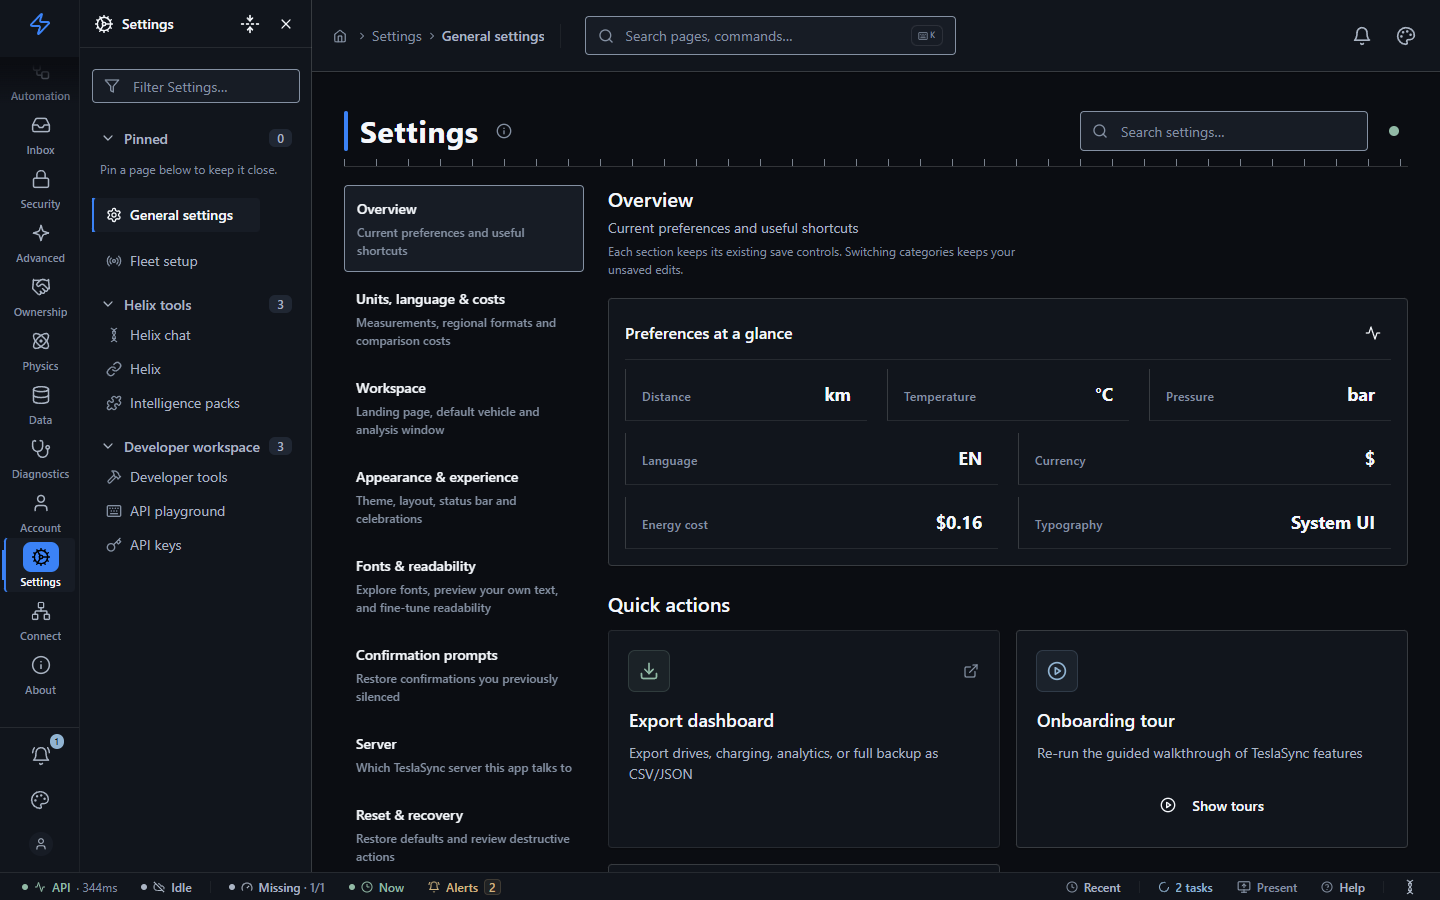 Automation
Inbox
Security
Advanced
Ownership
Physics
Data
Diagnostics
Account
Settings
Connect
About
1
Settings
Filter Settings...
Pinned 0
Pin a page below to keep it close.
General settings
Fleet setup
Helix tools 3
Helix chat
Helix
Intelligence packs
Developer workspace 3
Developer tools
API playground
API keys
Settings General settings
Search pages, commands... K
Settings
Search settings...
Overview
Current preferences and useful
shortcuts
Units, language & costs
Measurements, regional formats and
comparison costs
Workspace
Landing page, default vehicle and
analysis window
Appearance & experience
Theme, layout, status bar and
celebrations
Fonts & readability
Explore fonts, preview your own text,
and fine-tune readability
Confirmation prompts
Restore confirmations you previously
silenced
Server
Which TeslaSync server this app talks to
Reset & recovery
Restore defaults and review destructive
actions
Overview
Current preferences and useful shortcuts
Each section keeps its existing save controls. Switching categories keeps your
unsaved edits.
Preferences at a glance
Distance km
Temperature °C
Pressure bar
Language EN
Currency $
Energy cost $0.16
Typography System UI
Quick actions
Export dashboard
Export drives, charging, analytics, or full backup as
CSV/JSON
Onboarding tour
Re-run the guided walkthrough of TeslaSync features
Show tours
API · 344ms
Idle
Missing · 1/1
Now
Alerts 2
Recent
2 tasks
Present
Help